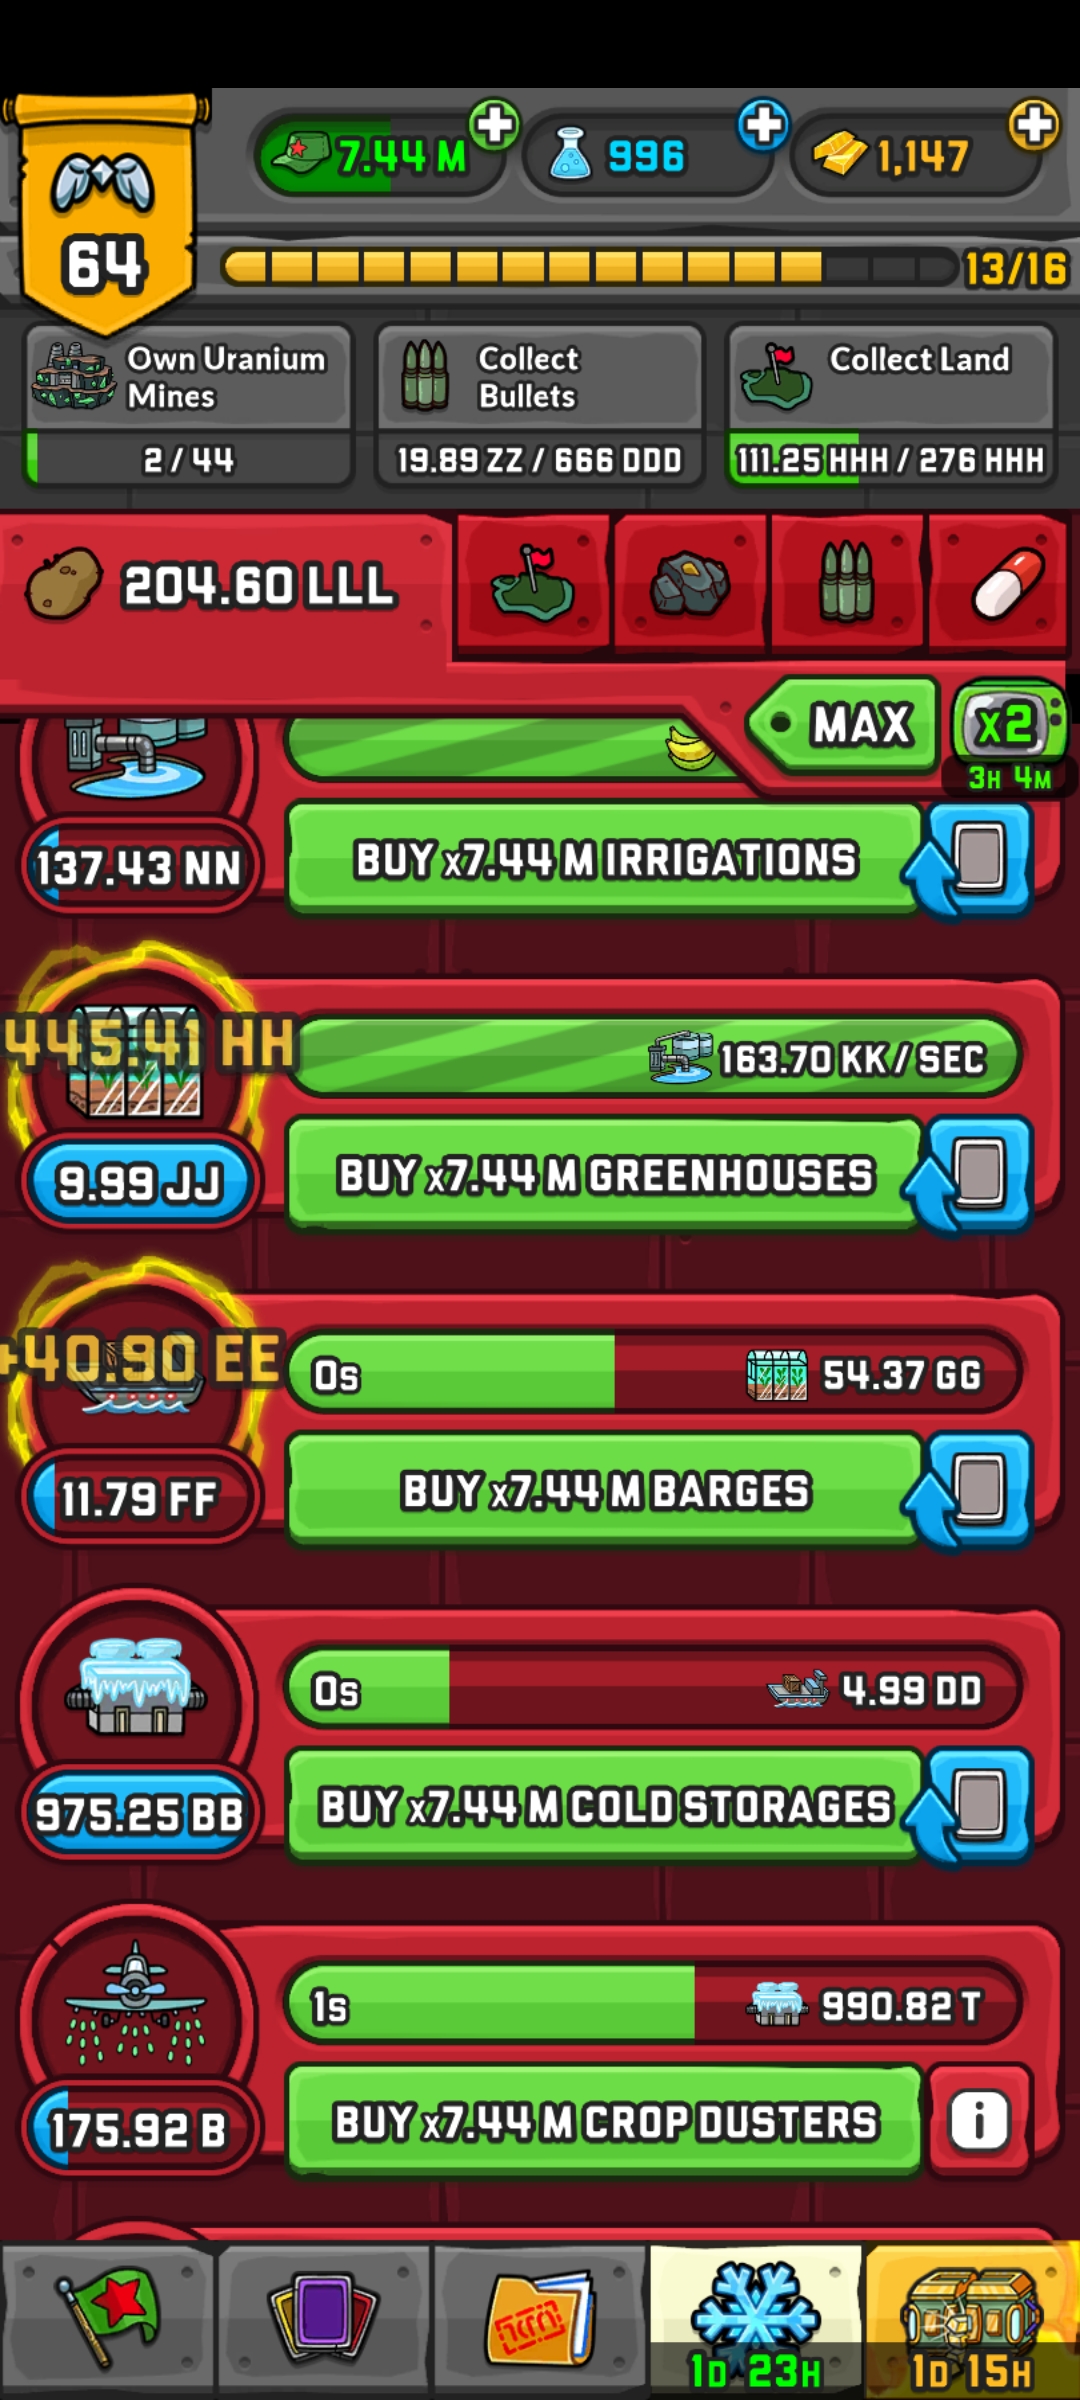 7.44 M
996
1,147
64
13/16
Own Uranium
Mines
2 / 44
Collect
Bullets
19.89 ZZ / 666 DDD
Collect Land
111.25 HHH / 276 HHH
204.60 LLL
MAX
x2
3H 4M
137.43 NN
BUY x7.44 M IRRIGATIONS
445.41 HH
163.70 KK / SEC
9.99 JJ
BUY x7.44 M GREENHOUSES
+40.90 EE
0s
54.37 GG
11.79 FF
BUY x7.44 M BARGES
0s
4.99 DD
975.25 BB
BUY x7.44 M COLD STORAGES
1s
990.82 T
175.92 B
BUY x7.44 M CROP DUSTERS
i
1D 23H
1D 15H